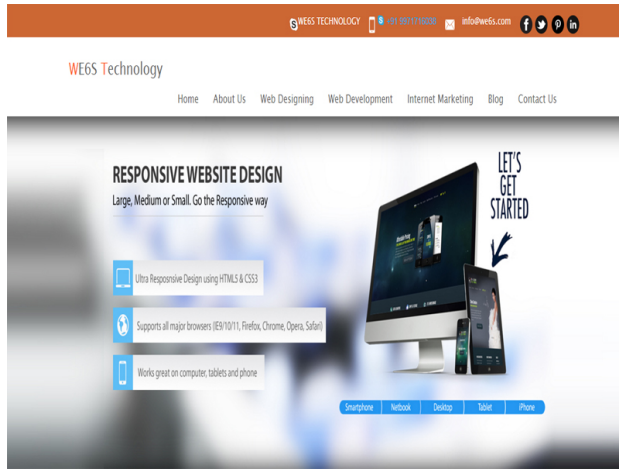 WE6S TECHNOLOGY info@we6s.com
WE6S Technology
Home About Us Web Designing Web Development Internet Marketing Blog Contact Us
RESPONSIVE WEBSITE DESIGN
Large, Medium or Small. Go the Responsive way
LET'S
GET
STARTED
Ultra Resposnsive Design using HTML5 & CSS3
Supports all major browsers (IE9/10/11, Firefox, Chrome, Opera, Safari)
Works great on computer, tablets and phone
Smartphone Netbook Desktop Tablet iPhone